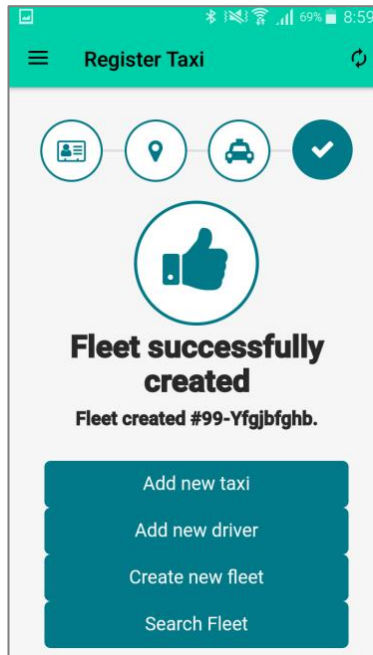 69% 8:59
Register Taxi
Fleet successfully
created
Fleet created #99-Yfgjbfghb.
Add new taxi
Add new driver
Create new fleet
Search Fleet